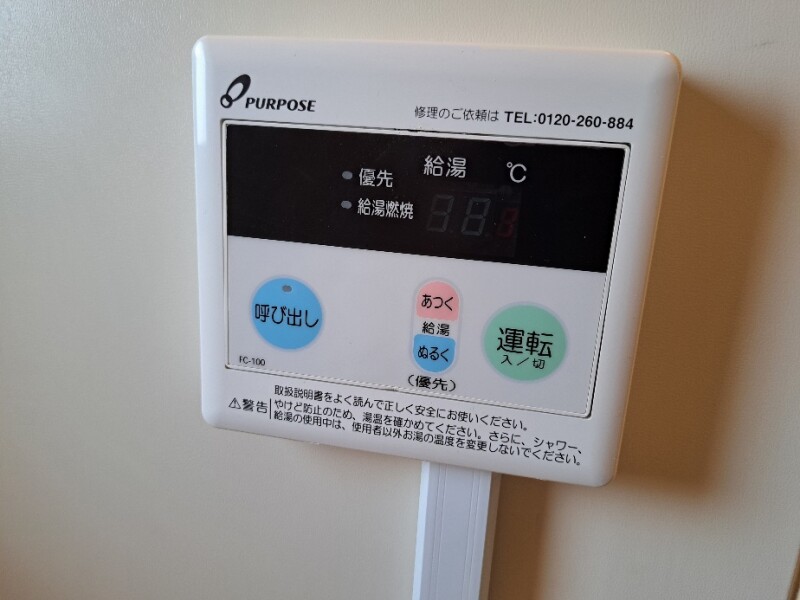 PURPOSE
修理のご依頼は TEL:0120-260-884
給湯 ℃
優先
給湯燃焼
呼び出し
あつく
給湯
ぬるく
(優先)
運転
入/切
FC-100
⚠警告
取扱説明書をよく読んで正しく安全にお使いください。
やけど防止のため、湯温を確かめてください。さらに、シャワー、
給湯の使用中は、使用者以外お湯の温度を変更しないでください。